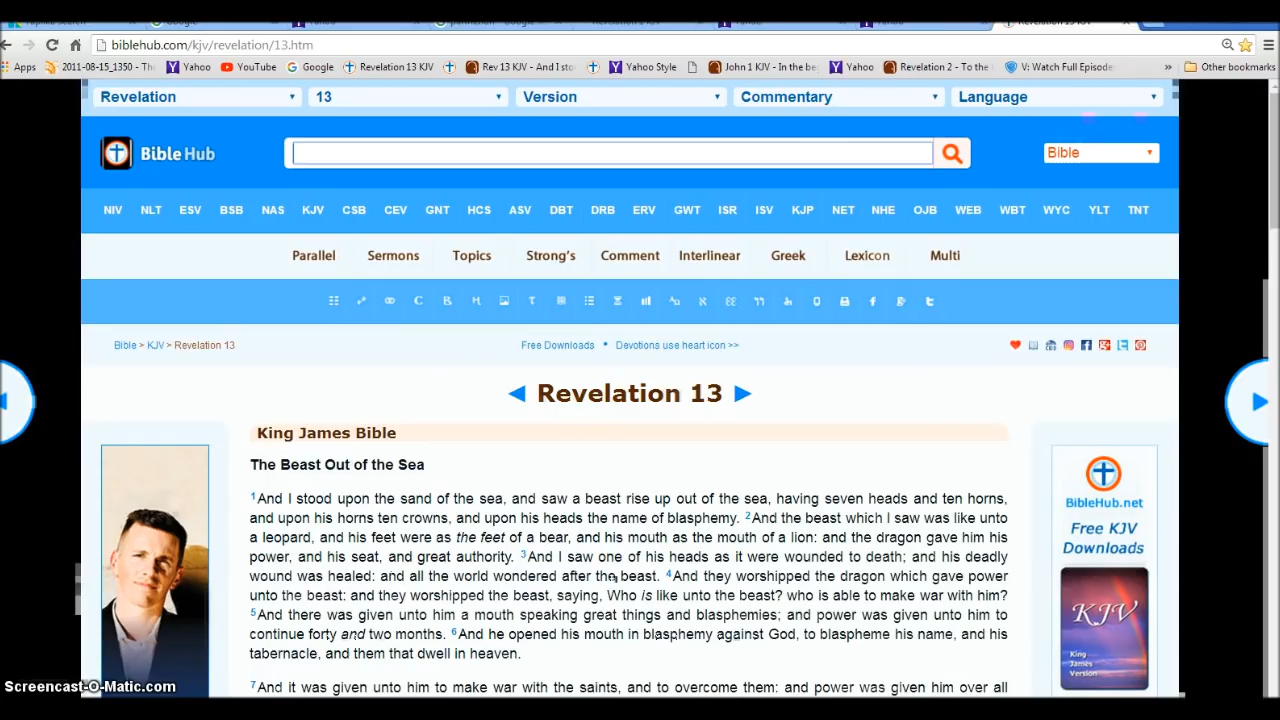 biblehub.com/kjv/revelation/13.htm
Apps 2011-08-15_1350 - Th Yahoo YouTube Google Revelation 13 KJV Rev 13 KJV - And I sto Yahoo Style John 1 KJV - In the be Yahoo Revelation 2 - To the V: Watch Full Episode » Other bookmarks
Revelation 13 Version Commentary Language
Bible Hub
Bible
NIV NLT ESV BSB NAS KJV CSB CEV GNT HCS ASV DBT DRB ERV GWT ISR ISV KJP NET NHE OJB WEB WBT WYC YLT TNT
Parallel Sermons Topics Strong's Comment Interlinear Greek Lexicon Multi
Bible > KJV > Revelation 13
Free Downloads • Devotions use heart icon >>
◄ Revelation 13 ►
King James Bible
The Beast Out of the Sea
1And I stood upon the sand of the sea, and saw a beast rise up out of the sea, having seven heads and ten horns,
and upon his horns ten crowns, and upon his heads the name of blasphemy. 2And the beast which I saw was like unto
a leopard, and his feet were as the feet of a bear, and his mouth as the mouth of a lion: and the dragon gave him his
power, and his seat, and great authority. 3And I saw one of his heads as it were wounded to death; and his deadly
wound was healed: and all the world wondered after the beast. 4And they worshipped the dragon which gave power
unto the beast: and they worshipped the beast, saying, Who is like unto the beast? who is able to make war with him?
5And there was given unto him a mouth speaking great things and blasphemies; and power was given unto him to
continue forty and two months. 6And he opened his mouth in blasphemy against God, to blaspheme his name, and his
tabernacle, and them that dwell in heaven.
7And it was given unto him to make war with the saints, and to overcome them: and power was given him over all
BibleHub.net
Free KJV
Downloads
KJV
King
James
Version
Screencast-O-Matic.com